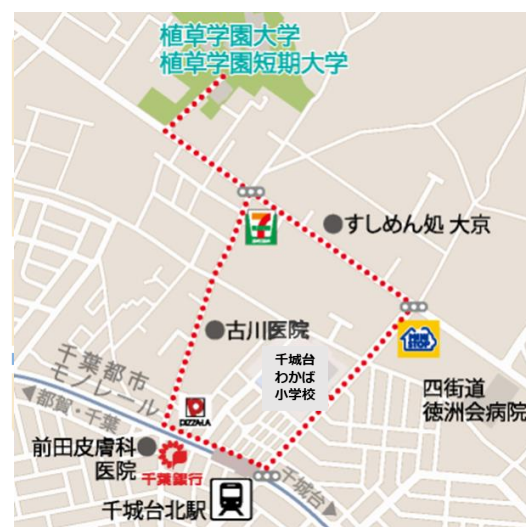 植草学園大学
植草学園短期大学
すしめん処 大京
古川医院
千城台
わかば
小学校
千葉都市
モノレール
◀都賀・千葉
PIZZA-LA
四街道
徳洲会病院
前田皮膚科
医院
千葉銀行
千城台▶
千城台北駅